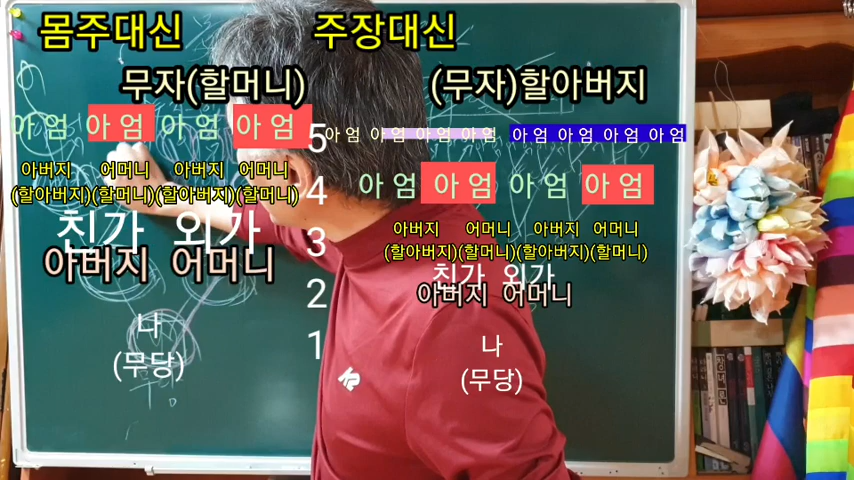 몸주대신 주장대신
무자(할머니) (무자)할아버지
아 엄 아 엄 아 엄 아 엄
5 아 엄 아 엄 아 엄 아 엄 아 엄 아 엄 아 엄 아 엄
아버지 어머니 아버지 어머니
(할아버지)(할머니)(할아버지)(할머니)
4 아 엄 아 엄 아 엄 아 엄
친가 외가
아버지 어머니
3
아버지 어머니 아버지 어머니
(할아버지)(할머니)(할아버지)(할머니)
친가 외가
2 아버지 어머니
나
(무당)
1 나
(무당)